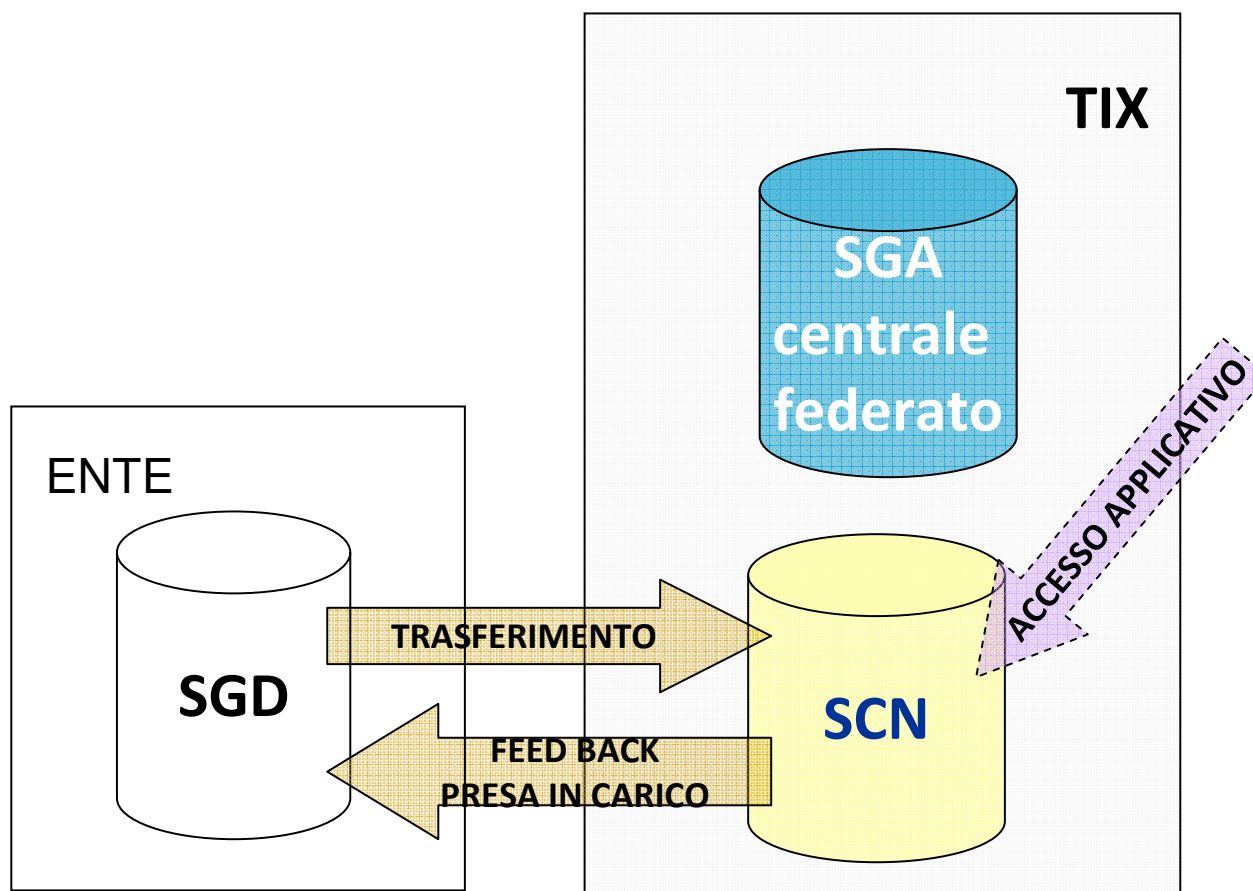 TIX
SGA
centrale
federato
ACCESSO APPLICATIVO
ENTE
TRASFERIMENTO
SGD
SCN
FEED BACK
PRESA IN CARICO